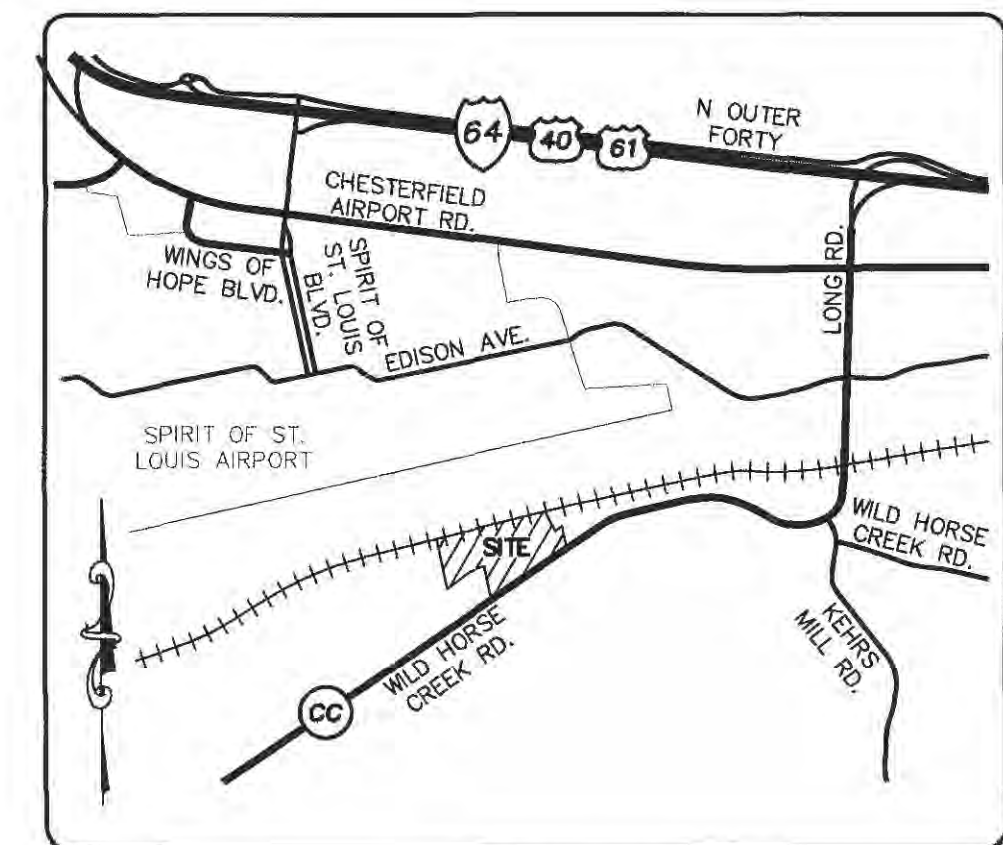 N OUTER
FORTY
64
40
61
CHESTERFIELD
AIRPORT RD.
LONG RD.
WINGS OF
HOPE BLVD.
SPIRIT OF
ST. LOUIS
BLVD.
EDISON AVE.
SPIRIT OF ST.
LOUIS AIRPORT
SITE
WILD HORSE
CREEK RD.
WILD HORSE
CREEK RD.
KEHRS
MILL RD.
CC